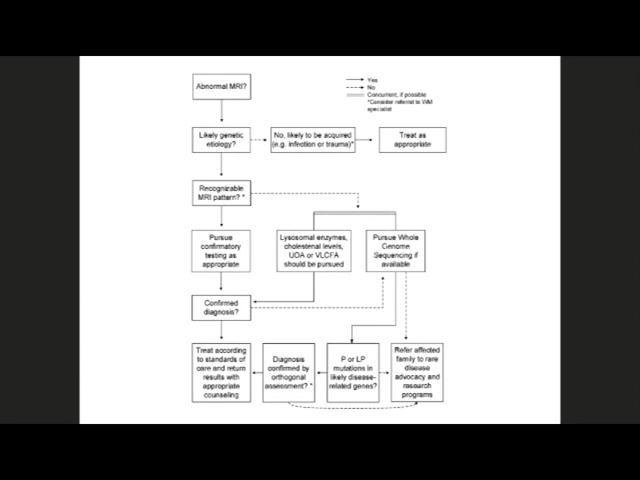 Abnormal MRI?
Yes
No
Concurrent, if possible
*Consider referral to WM
specialist
Likely genetic
etiology?
No, likely to be acquired
(e.g. infection or trauma)*
Treat as
appropriate
Recognizable
MRI pattern? *
Pursue
confirmatory
testing as
appropriate
Lysosomal enzymes,
cholestenal levels,
UOA or VLCFA
should be pursued
Pursue Whole
Genome
Sequencing if
available
Confirmed
diagnosis?
Treat according
to standards of
care and return
results with
appropriate
counseling
Diagnosis
confirmed by
orthogonal
assessment? *
P or LP
mutations in
likely disease-
related genes?
Refer affected
family to rare
disease
advocacy and
research
programs